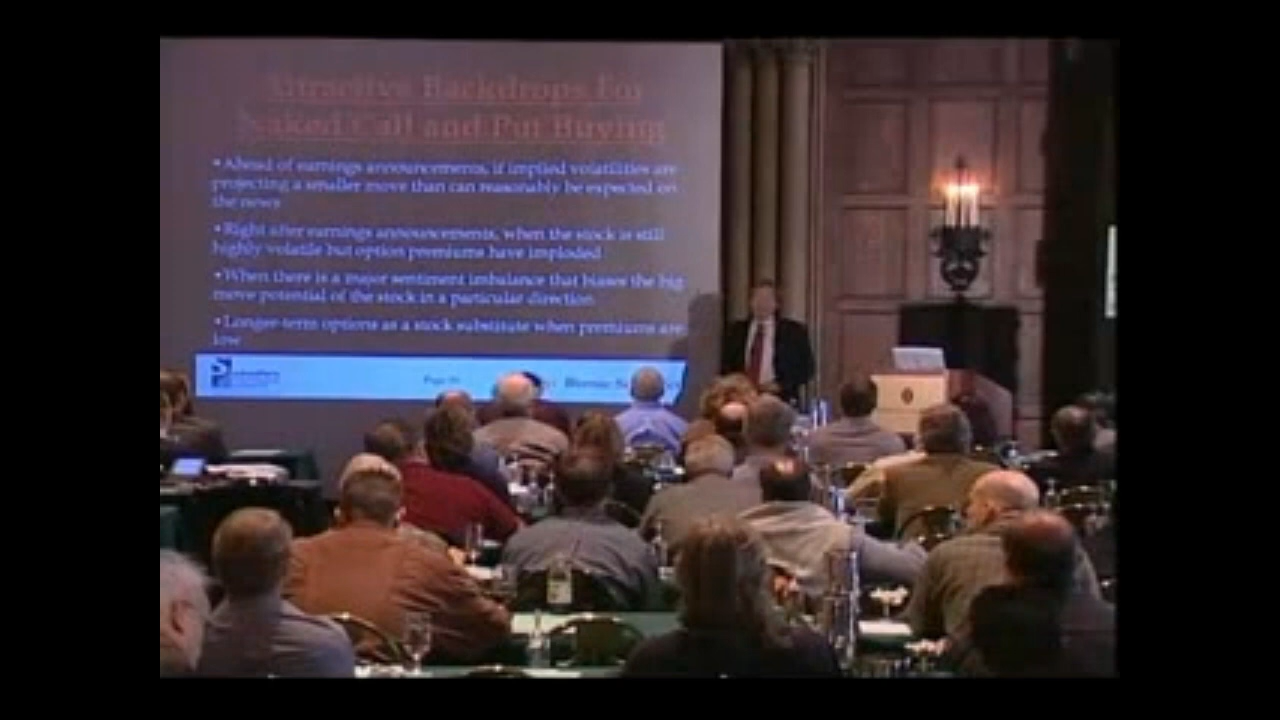 Attractive Backdrops For
Naked Call and Put Buying
• Ahead of earnings announcements, if implied volatilities are
projecting a smaller move than can reasonably be expected on
the news
• Right after earnings announcements, when the stock is still
highly volatile but option premiums have imploded
• When there is a major sentiment imbalance that biases the big
move potential of the stock in a particular direction
• Longer-term options as a stock substitute when premiums are
low
Page Bernie